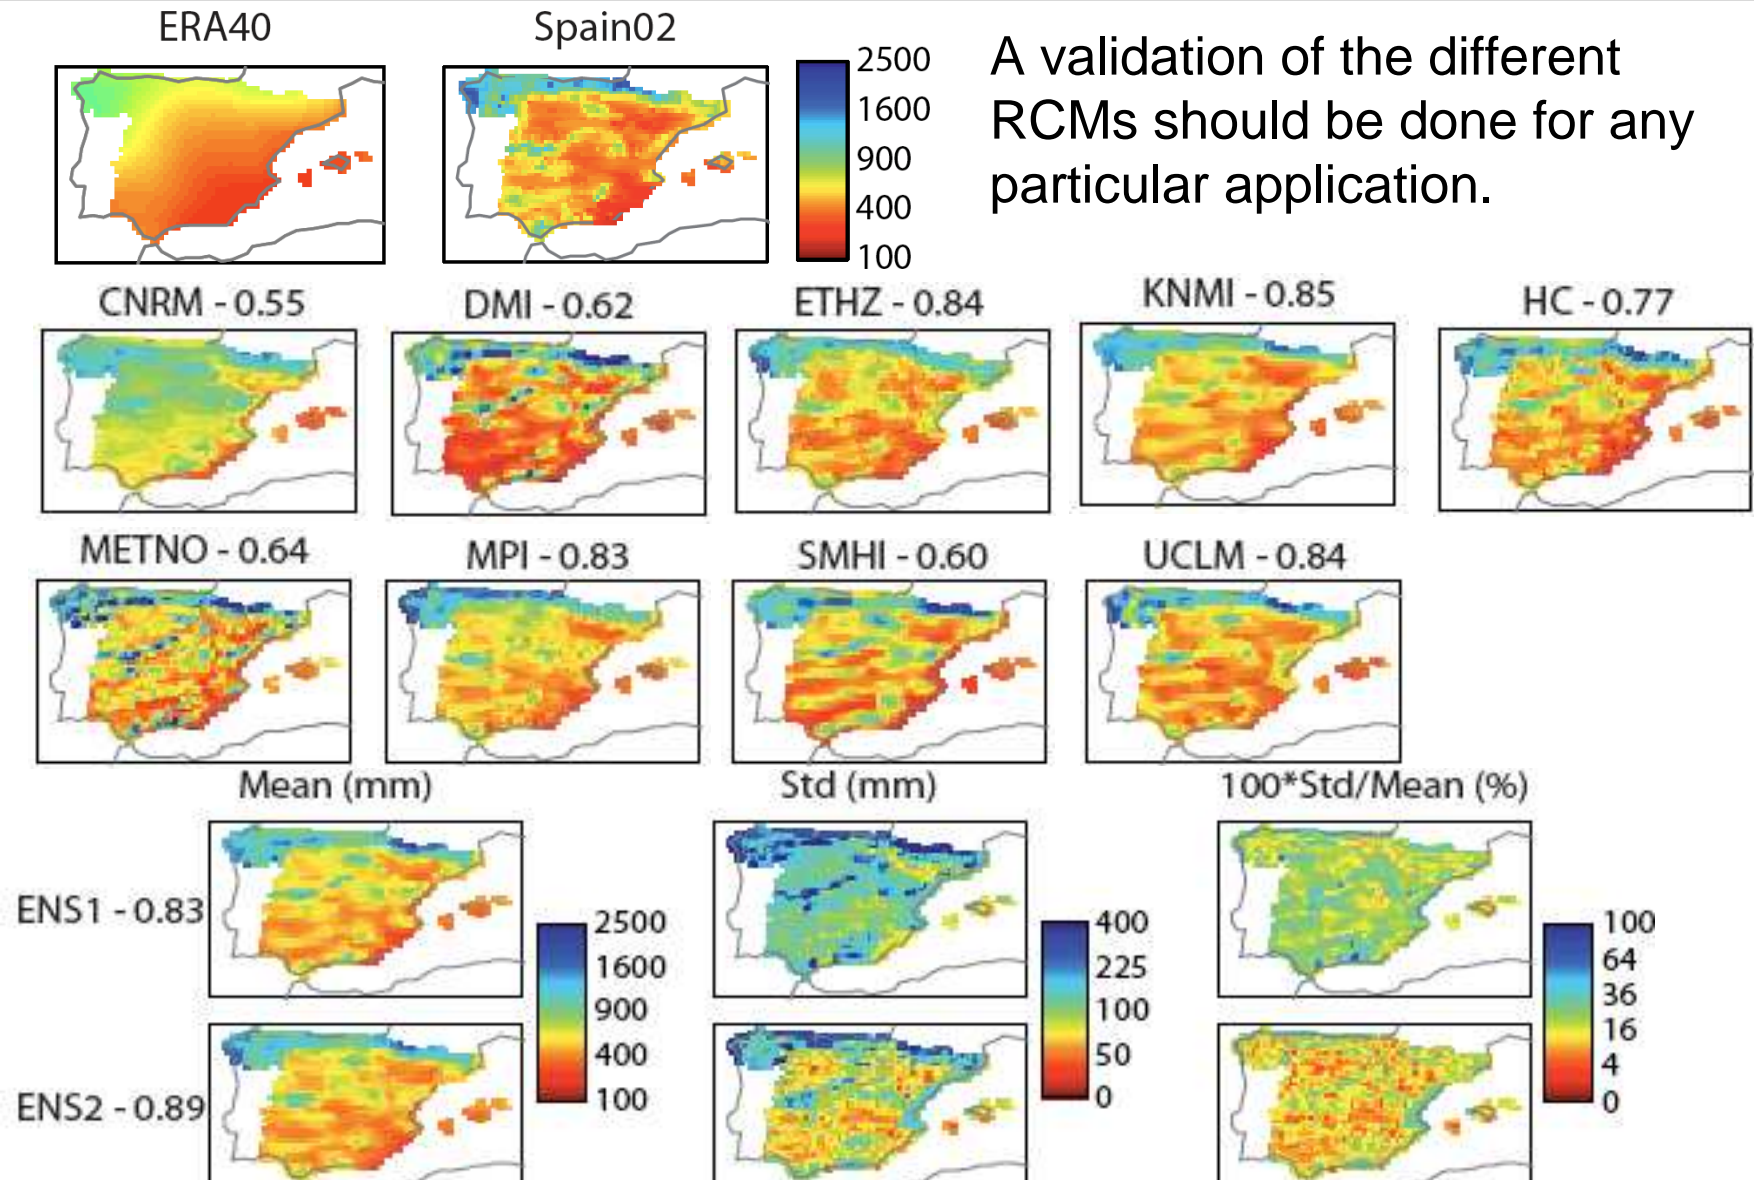 ERA40
Spain02
2500
1600
900
400
100
A validation of the different
RCMs should be done for any
particular application.
CNRM - 0.55
DMI - 0.62
ETHZ - 0.84
KNMI - 0.85
HC - 0.77
METNO - 0.64
MPI - 0.83
SMHI - 0.60
UCLM - 0.84
Mean (mm)
Std (mm)
100*Std/Mean (%)
ENS1 - 0.83
2500
1600
900
400
100
400
225
100
50
0
100
64
36
16
4
0
ENS2 - 0.89